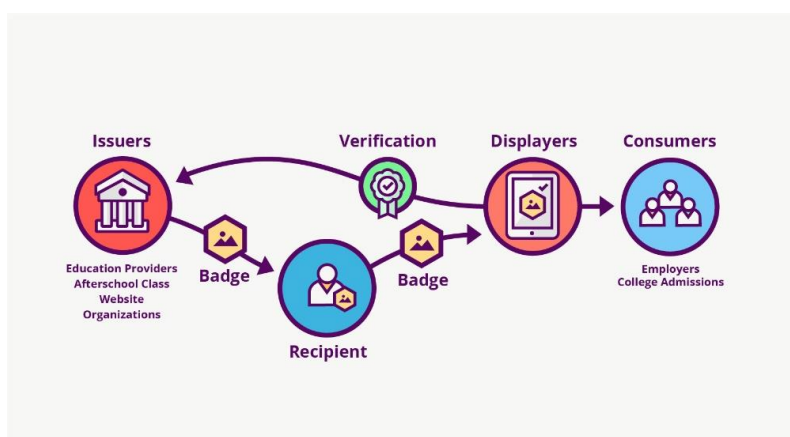 Issuers
Verification
Displayers
Consumers
Education Providers
Afterschool Class
Website
Organizations
Badge
Badge
Employers
College Admissions
Recipient